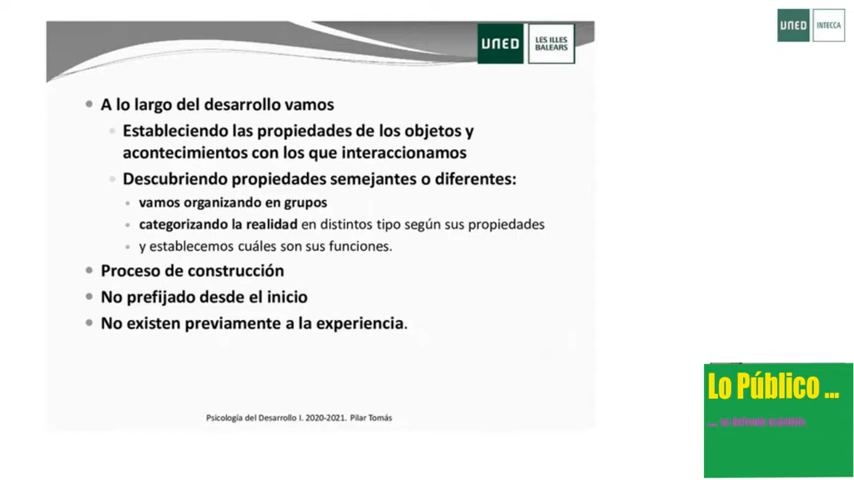 UNED
LES ILLES
BALEARS
UNED
INTECCA
A lo largo del desarrollo vamos
Estableciendo las propiedades de los objetos y
acontecimientos con los que interaccionamos
Descubriendo propiedades semejantes o diferentes:
vamos organizando en grupos
categorizando la realidad en distintos tipo según sus propiedades
y establecemos cuáles son sus funciones.
Proceso de construcción
No prefijado desde el inicio
No existen previamente a la experiencia.
Psicología del Desarrollo I. 2020-2021. Pilar Tomás
Lo Público ...